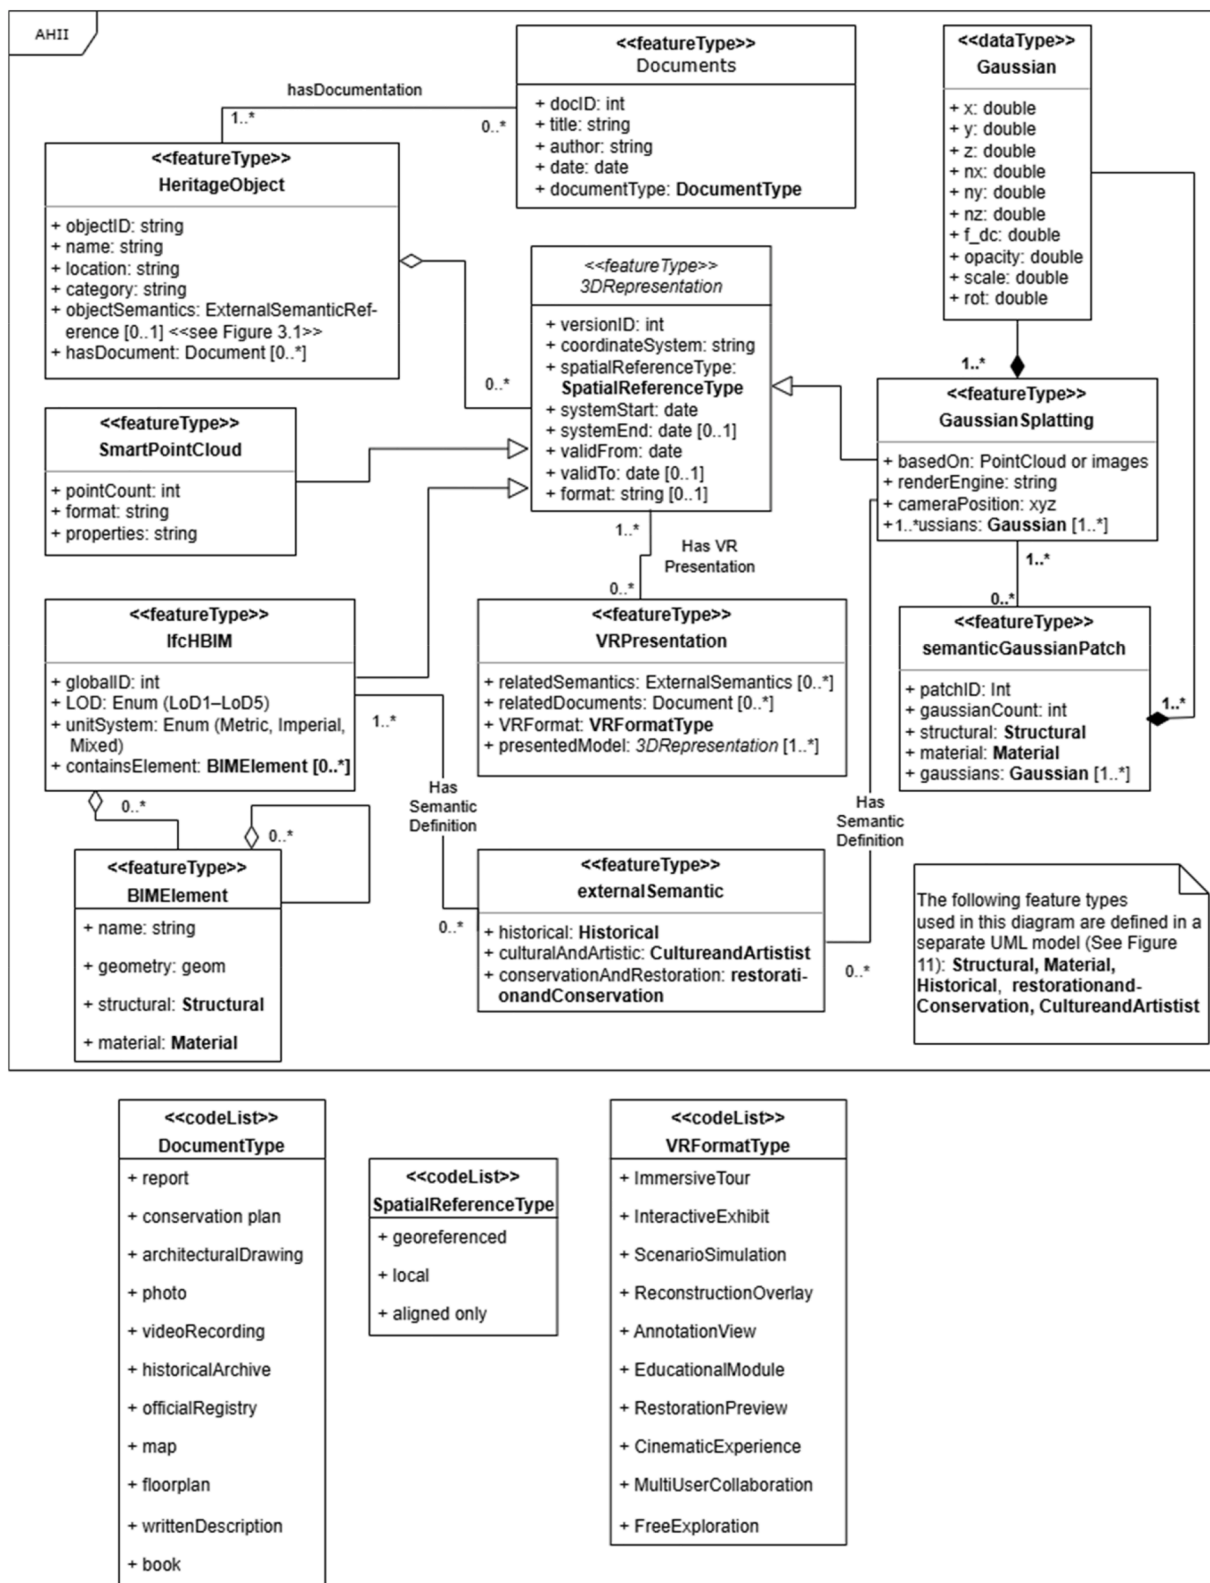 AHII
<<featureType>>
Documents
+ docID: int
+ title: string
+ author: string
+ date: date
+ documentType: DocumentType
<<dataType>>
Gaussian
+ x: double
+ y: double
+ z: double
+ nx: double
+ ny: double
+ nz: double
+ f_dc: double
+ opacity: double
+ scale: double
+ rot: double
hasDocumentation
1..*
0..*
<<featureType>>
HeritageObject
+ objectID: string
+ name: string
+ location: string
+ category: string
+ objectSemantics: ExternalSemanticRef-
erence [0..1] <<see Figure 3.1>>
+ hasDocument: Document [0..*]
0..*
<<featureType>>
3DRepresentation
+ versionID: int
+ coordinateSystem: string
+ spatialReferenceType:
SpatialReferenceType
+ systemStart: date
+ systemEnd: date [0..1]
+ validFrom: date
+ validTo: date [0..1]
+ format: string [0..1]
1..*
<<featureType>>
GaussianSplatting
+ basedOn: PointCloud or images
+ renderEngine: string
+ cameraPosition: xyz
+1..*ussians: Gaussian [1..*]
<<featureType>>
SmartPointCloud
+ pointCount: int
+ format: string
+ properties: string
1..*
Has VR
Presentation
0..*
1..*
0..*
<<featureType>>
IfcHBIM
+ globalID: int
+ LOD: Enum (LoD1–LoD5)
+ unitSystem: Enum (Metric, Imperial,
Mixed)
+ containsElement: BIMElement [0..*]
1..*
<<featureType>>
VRPresentation
+ relatedSemantics: ExternalSemantics [0..*]
+ relatedDocuments: Document [0..*]
+ VRFormat: VRFormatType
+ presentedModel: 3DRepresentation [1..*]
<<featureType>>
semanticGaussianPatch
+ patchID: Int
+ gaussianCount: int
+ structural: Structural
+ material: Material
+ gaussians: Gaussian [1..*]
1..*
0..*
0..*
Has
Semantic
Definition
Has
Semantic
Definition
<<featureType>>
BIMElement
+ name: string
+ geometry: geom
+ structural: Structural
+ material: Material
0..*
<<featureType>>
externalSemantic
+ historical: Historical
+ culturalAndArtistic: CultureandArtistist
+ conservationAndRestoration: restorati-
onandConservation
0..*
The following feature types
used in this diagram are defined in a
separate UML model (See Figure
11): Structural, Material,
Historical, restorationand-
Conservation, CultureandArtistist
<<codeList>>
DocumentType
+ report
+ conservation plan
+ architecturalDrawing
+ photo
+ videoRecording
+ historicalArchive
+ officialRegistry
+ map
+ floorplan
+ writtenDescription
+ book
<<codeList>>
SpatialReferenceType
+ georeferenced
+ local
+ aligned only
<<codeList>>
VRFormatType
+ ImmersiveTour
+ InteractiveExhibit
+ ScenarioSimulation
+ ReconstructionOverlay
+ AnnotationView
+ EducationalModule
+ RestorationPreview
+ CinematicExperience
+ MultiUserCollaboration
+ FreeExploration